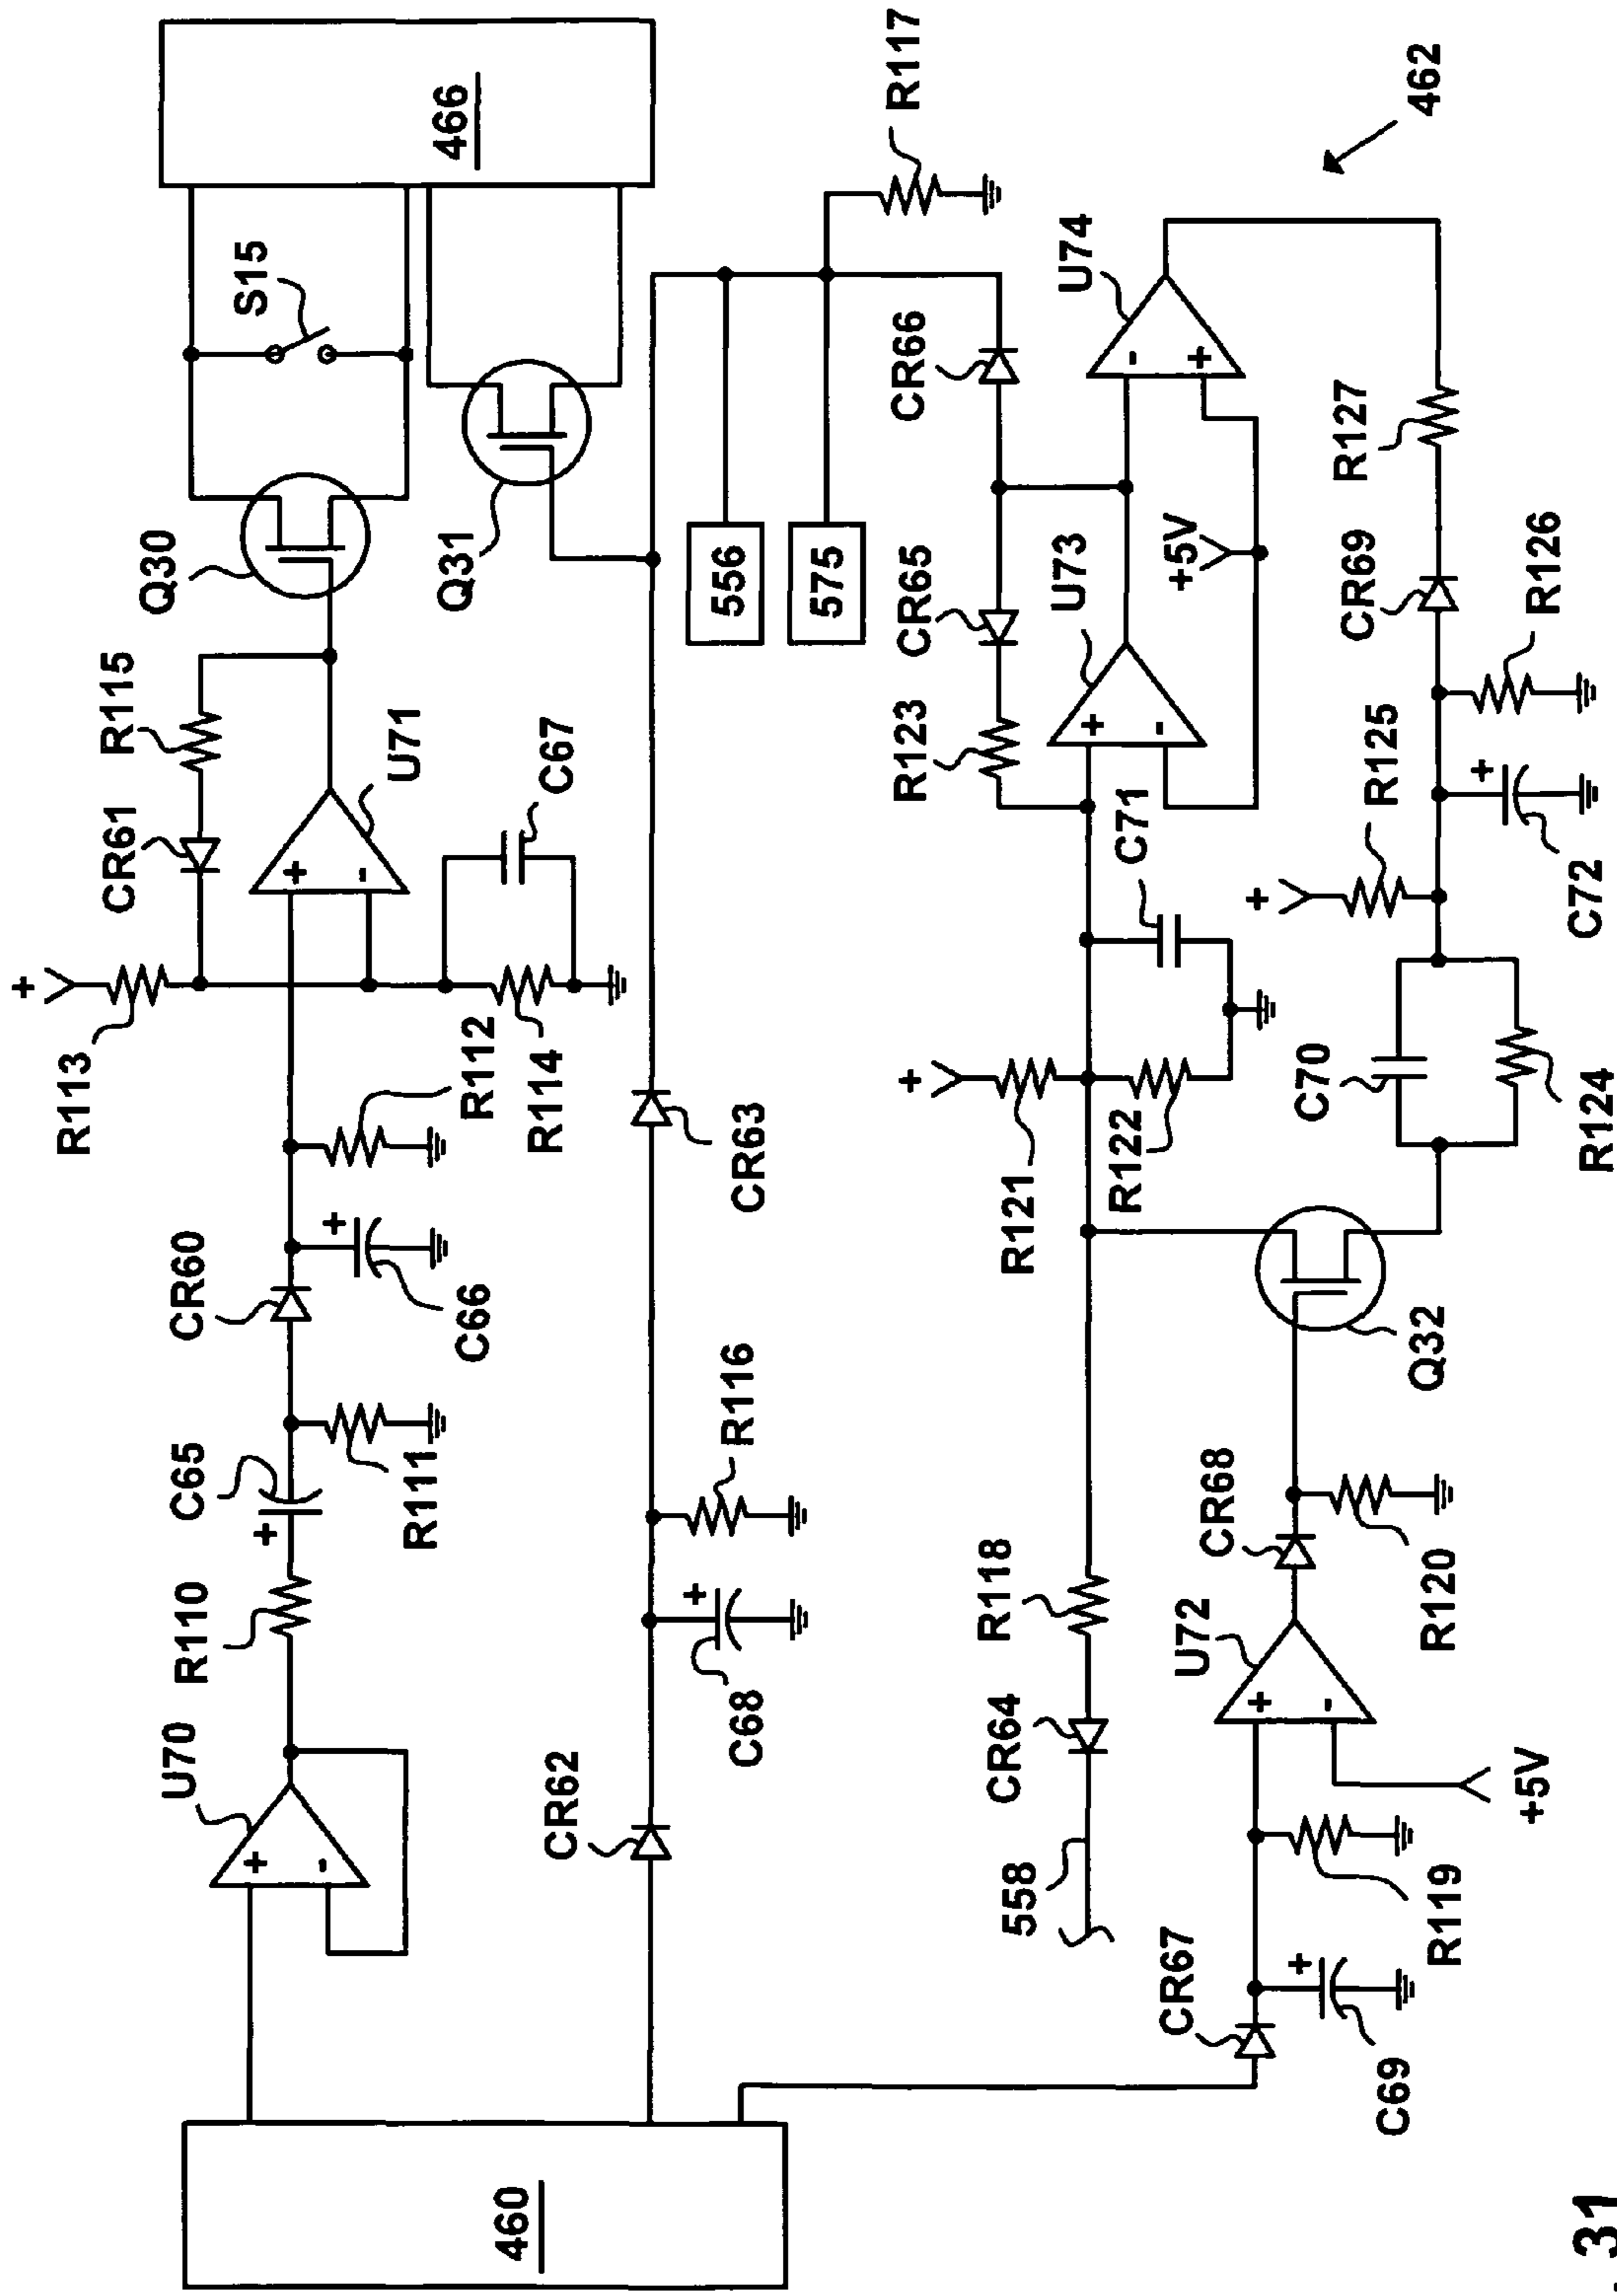 460
U70
R110
C65
+
R111
CR60
+
C66
R112
R113
+
R114
CR61
R115
U71
C67
Q30
S15
466
Q31
CR62
C68
+
R116
CR63
556
575
R117
558
CR64
R118
R121
+
R122
C71
R123
CR65
CR66
U73
+5V
U74
462
CR67
C69
+
R119
U72
+5V
CR68
R120
Q32
C70
R124
+
R125
C72
+
R126
CR69
R127
+
-
+
-
+
-
+
-
-
+
31